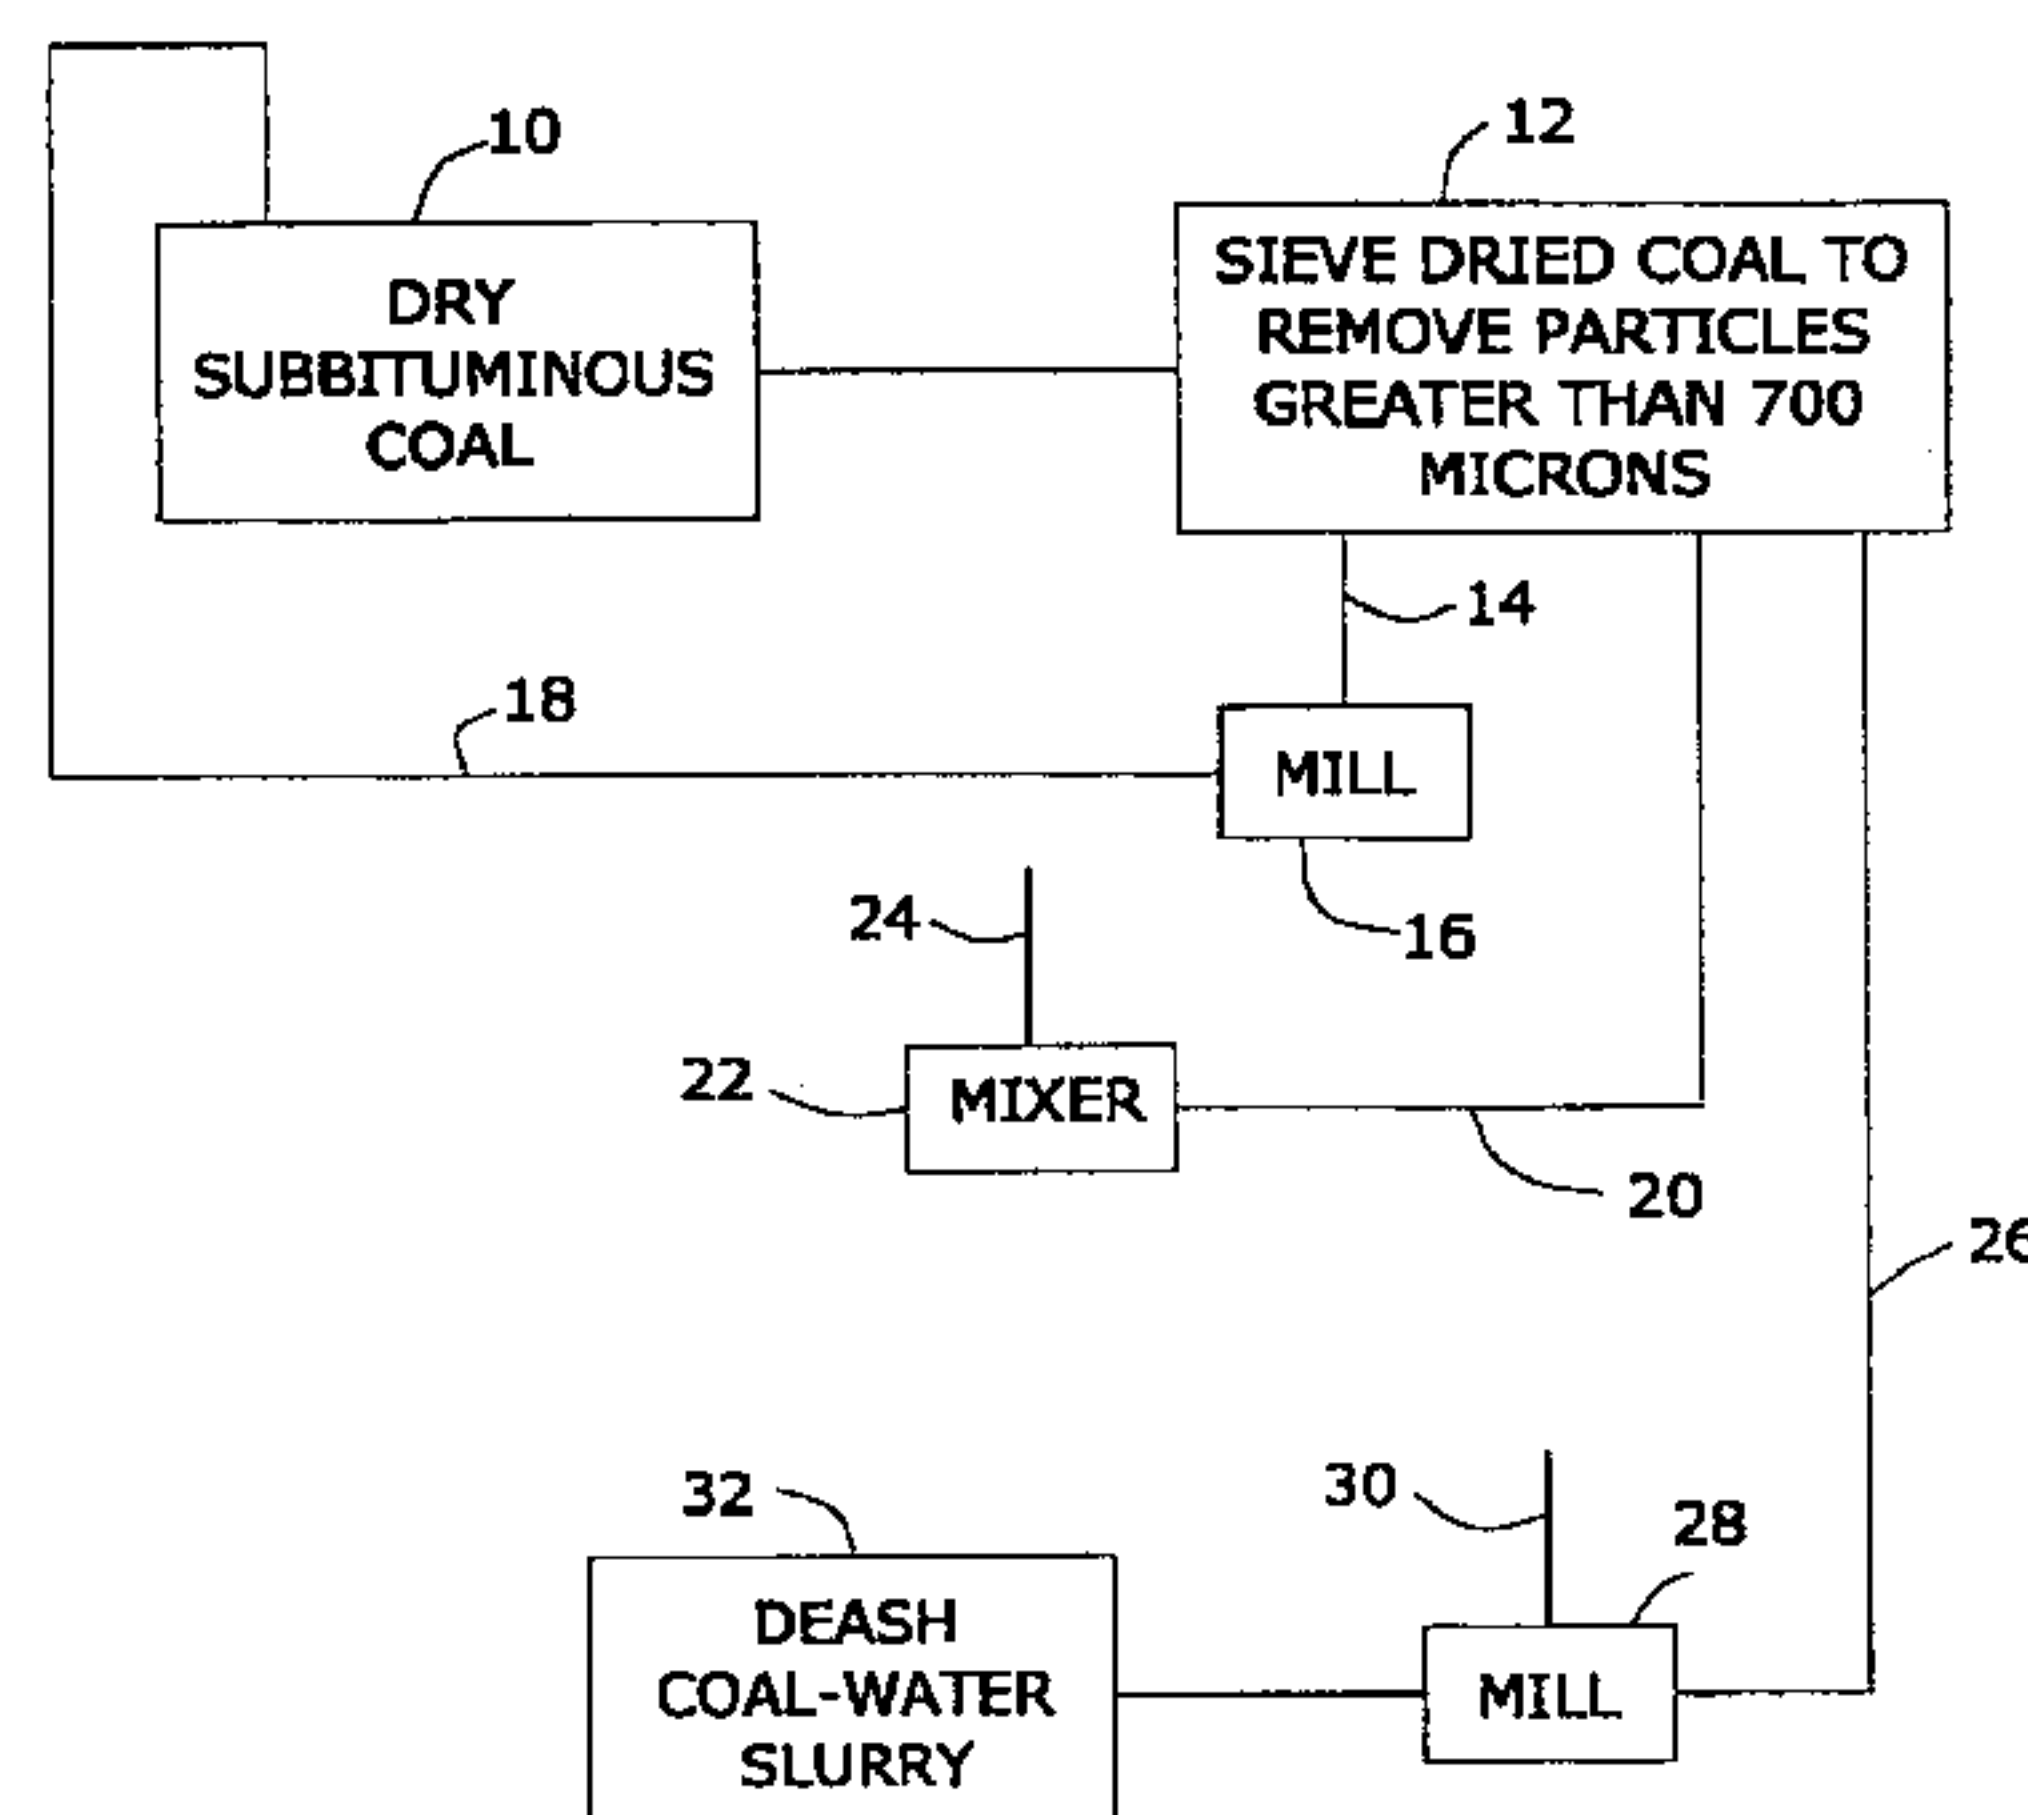 10
12
DRY
SUBBITUMINOUS
COAL
SIEVE DRIED COAL TO
REMOVE PARTICLES
GREATER THAN 700
MICRONS
14
18
MILL
24
16
22
MIXER
20
26
32
30
28
DEASH
COAL-WATER
SLURRY
MILL